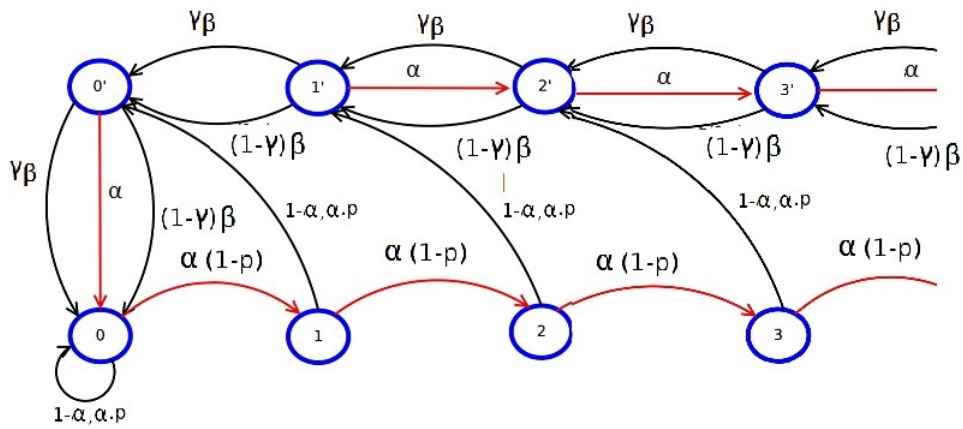 γβ γβ γβ γβ
α α α
0' 1' 2' 3'
(1-γ)β (1-γ)β (1-γ)β (1-γ)β
γβ α (1-γ)β 1-α,α.p 1-α,α.p 1-α,α.p
α (1-p) α (1-p) α (1-p) α (1-p)
0 1 2 3
1-α,α.p